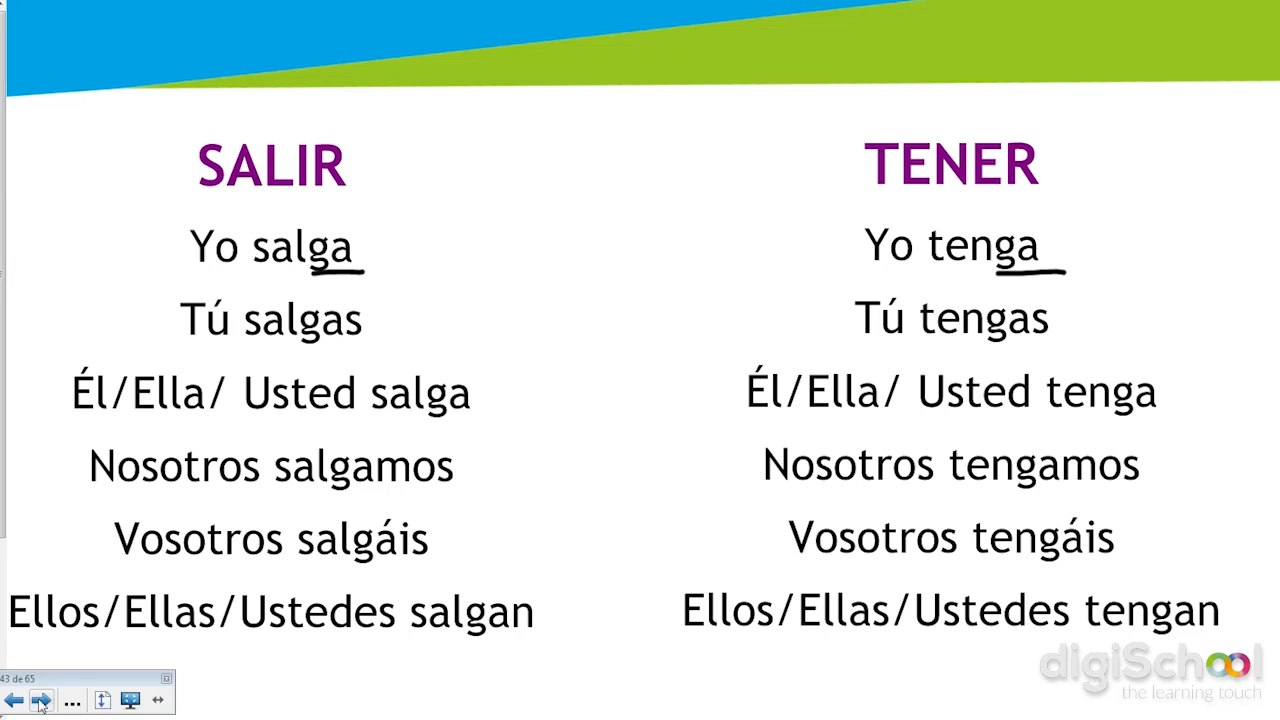 SALIR
Yo salga
Tú salgas
Él/Ella/ Usted salga
Nosotros salgamos
Vosotros salgáis
Ellos/Ellas/Ustedes salgan
TENER
Yo tenga
Tú tengas
Él/Ella/ Usted tenga
Nosotros tengamos
Vosotros tengáis
Ellos/Ellas/Ustedes tengan
digiSchool
the learning touch
43 de 65
...